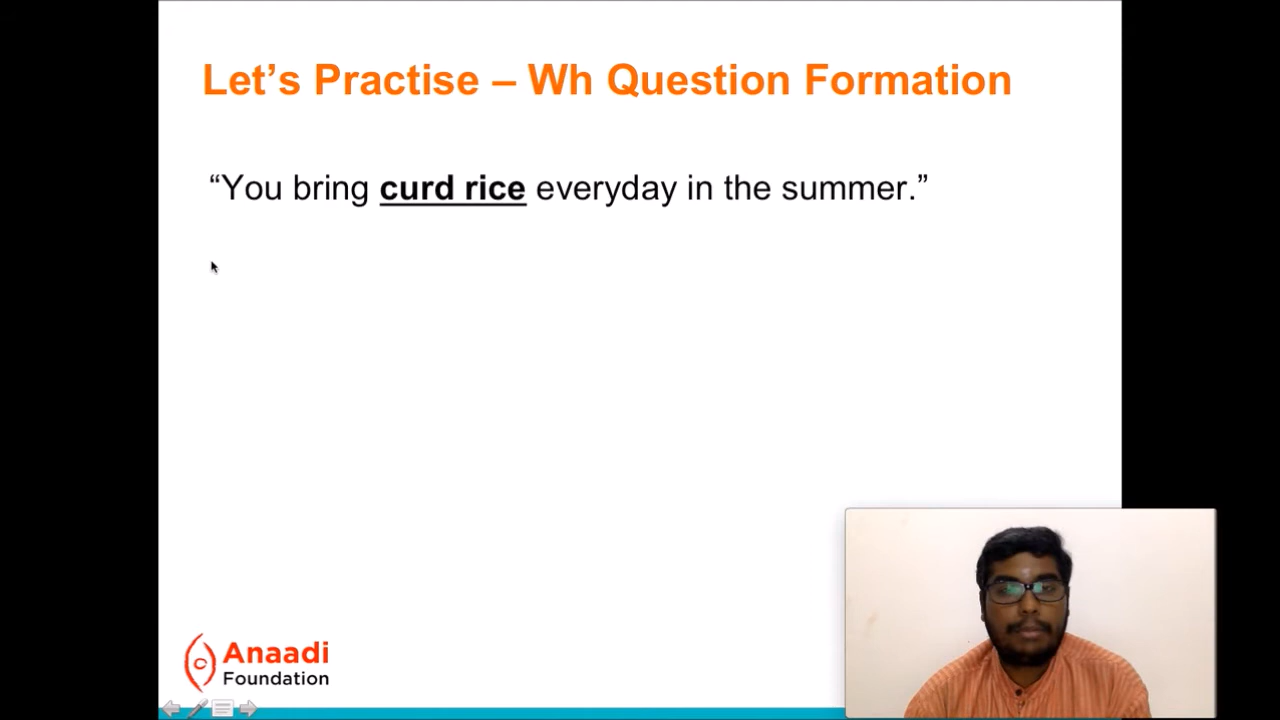 Let’s Practise – Wh Question Formation
“You bring curd rice everyday in the summer.”
Anaadi
Foundation